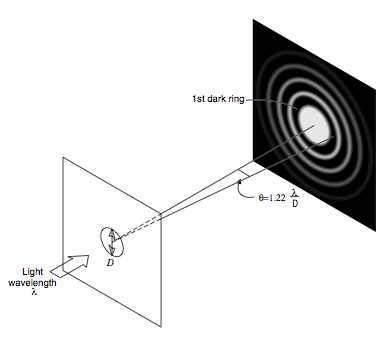 1st dark ring
θ=1.22 λ/D
D
Light
wavelength
λ